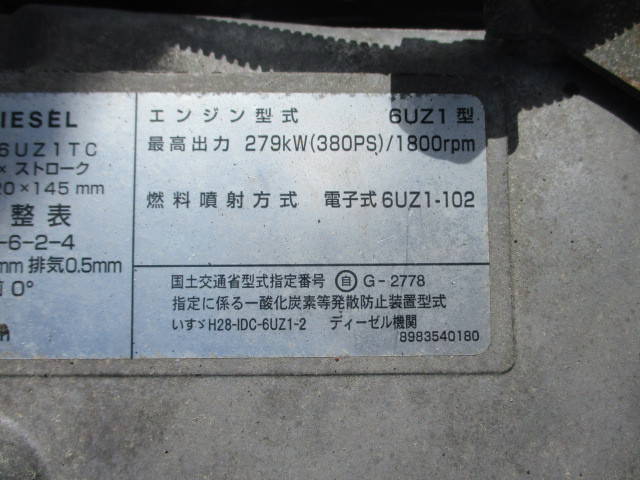 IESEL
6UZ1TC
× ストローク
20×145 mm
整表
-6-2-4
mm 排気0.5mm
前 0°
m
エンジン型式 6UZ1型
最高出力 279kW(380PS)/1800rpm
燃料噴射方式 電子式 6UZ1-102
国土交通省型式指定番号 自 G-2778
指定に係る一酸化炭素等発散防止装置型式
いすゞH28-IDC-6UZ1-2 ディーゼル機関
8983540180